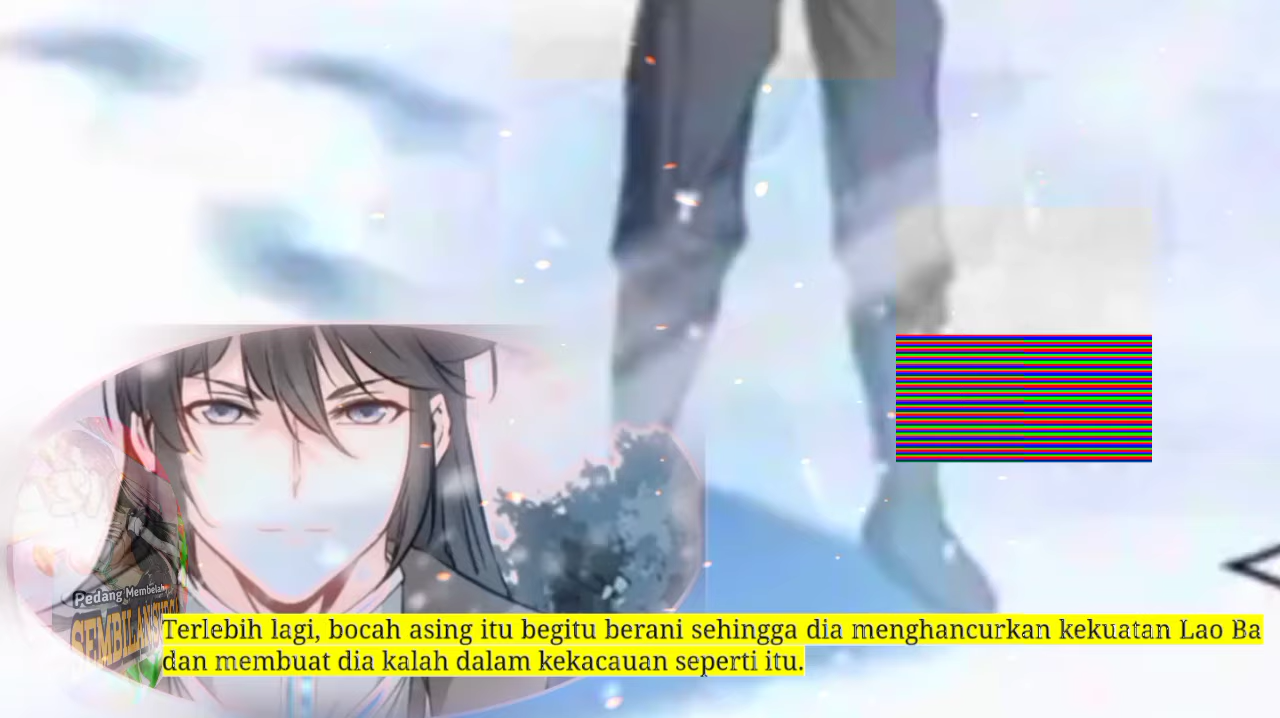 Pedang Membelah
SEMBILAN
Terlebih lagi, bocah asing itu begitu berani sehingga dia menghancurkan kekuatan Lao Ba
dan membuat dia kalah dalam kekacauan seperti itu.